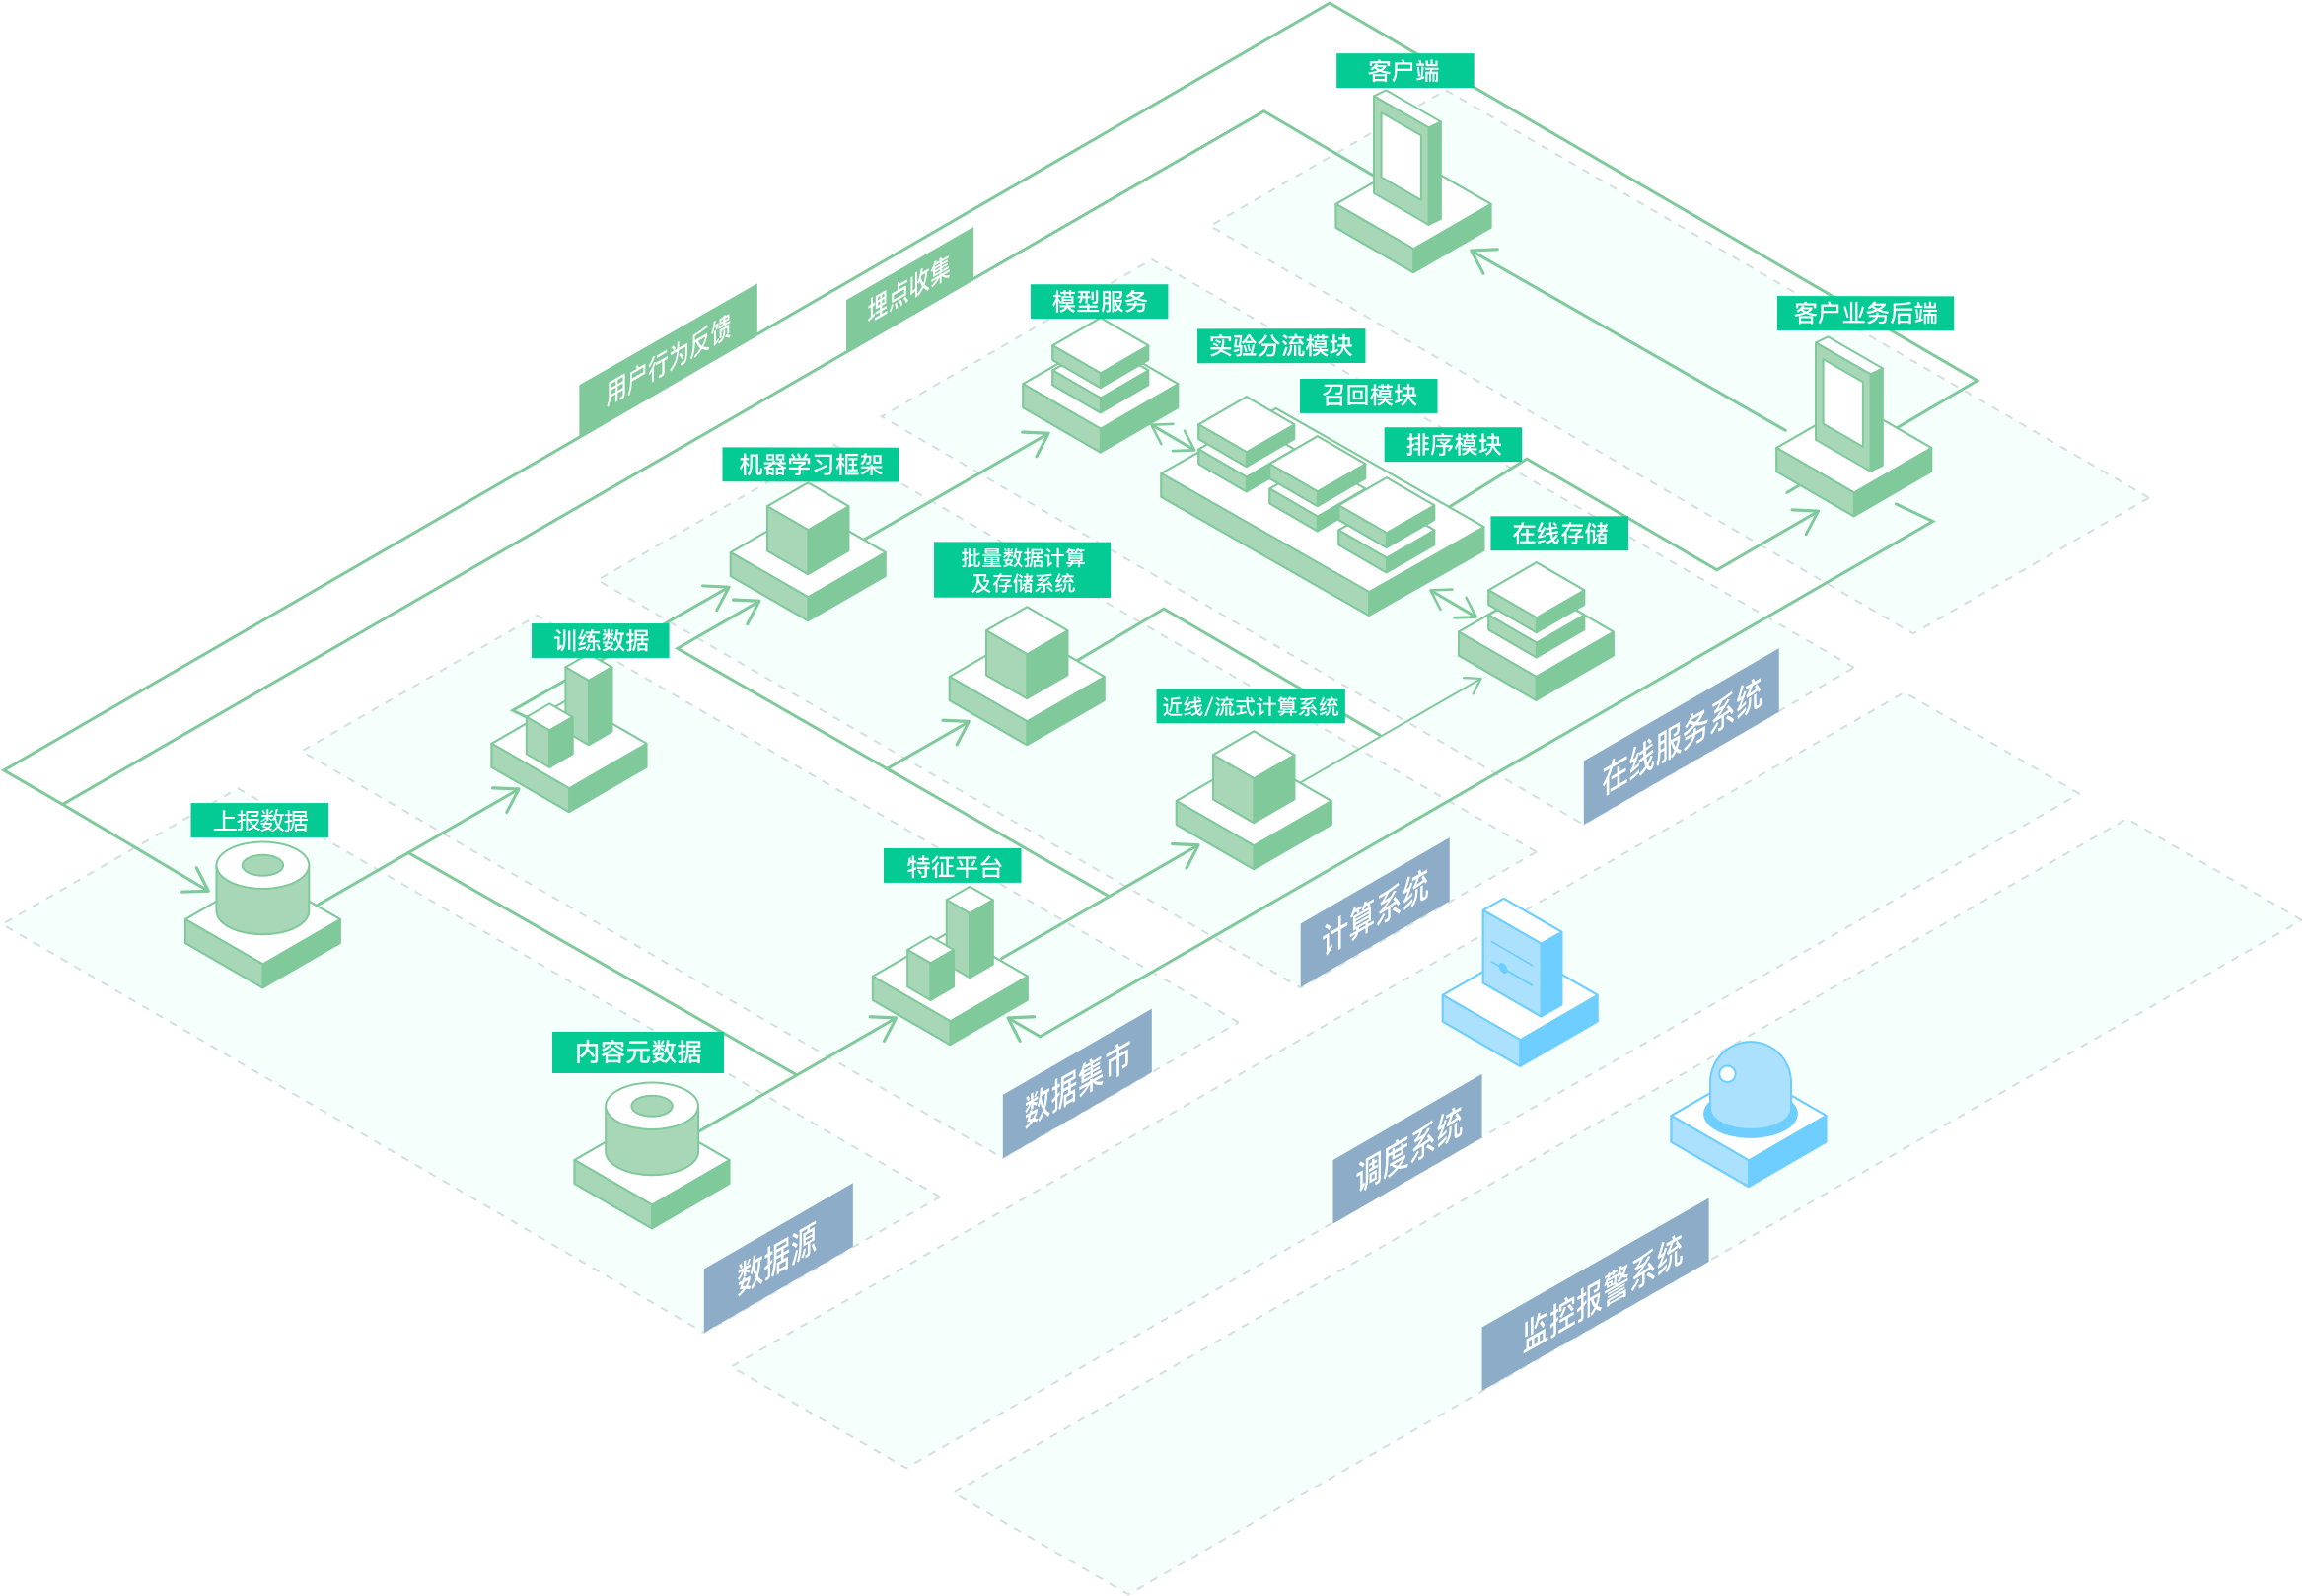 客户端
埋点收集
用户行为反馈
模型服务
客户业务后端
实验分流模块
召回模块
排序模块
机器学习框架
在线存储
批量数据计算
及存储系统
训练数据
近线/流式计算系统
在线服务系统
上报数据
特征平台
计算系统
内容元数据
数据集市
调度系统
数据源
监控报警系统